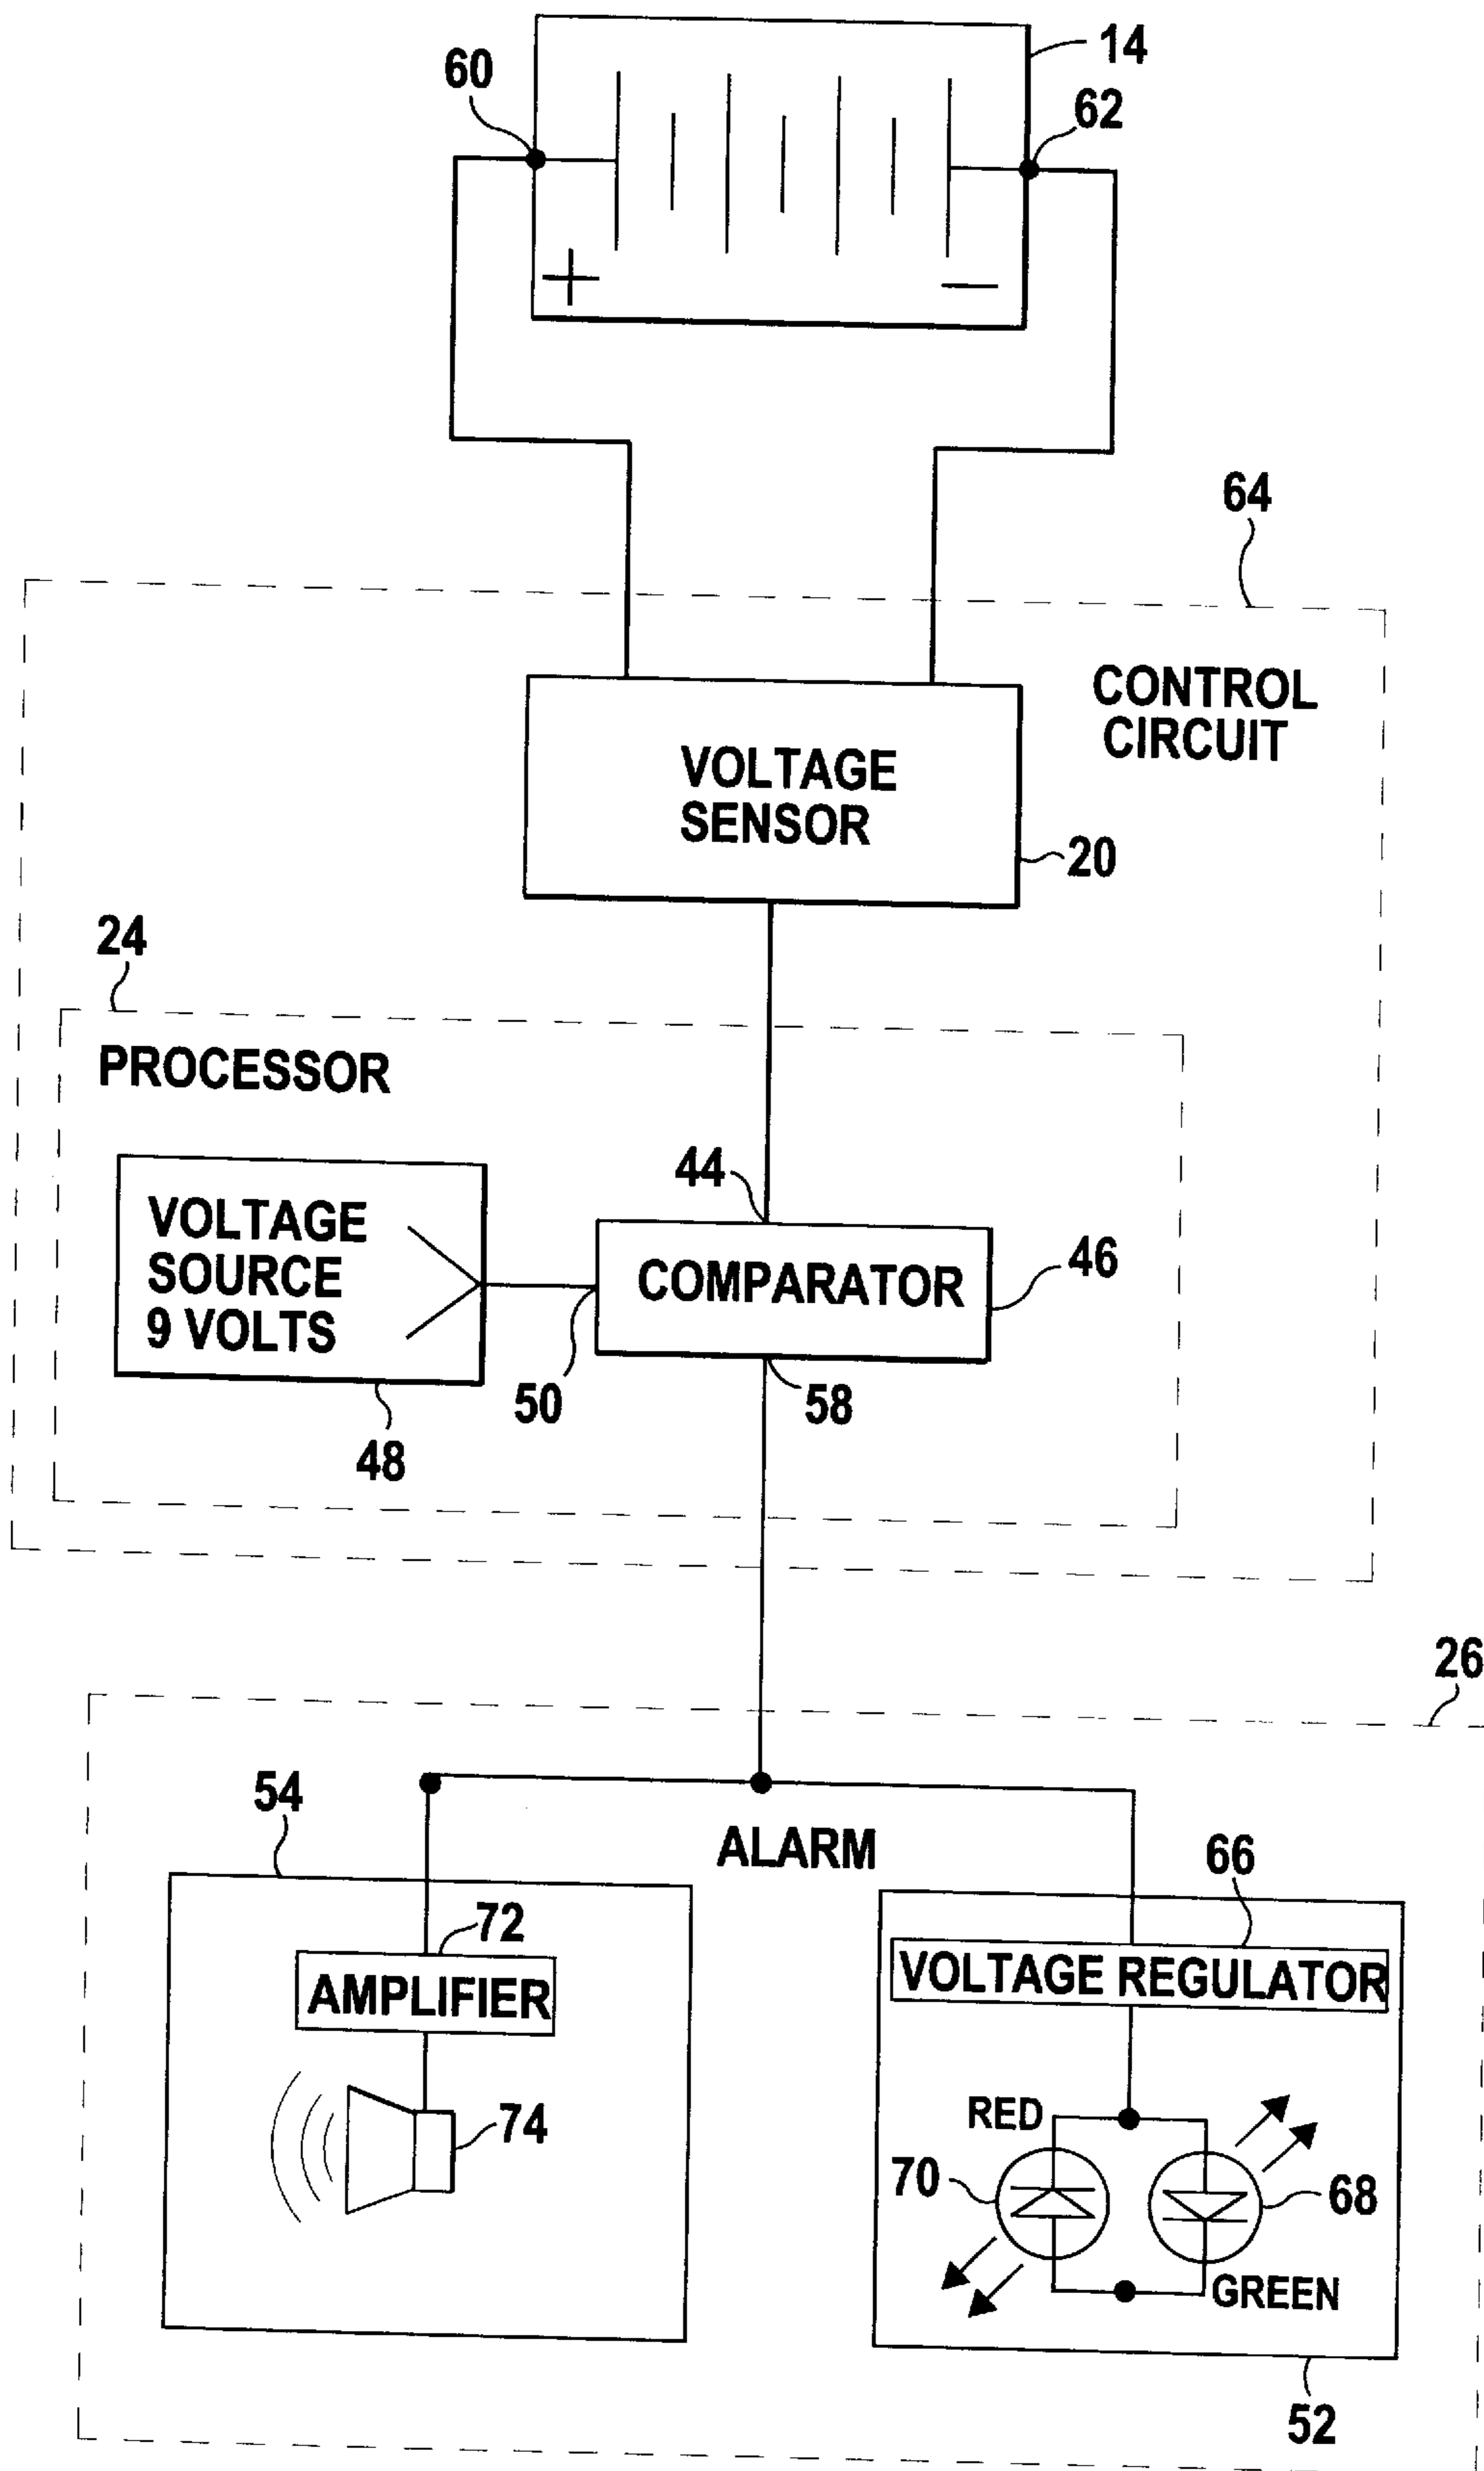 14
60
62
+
—
64
CONTROL
CIRCUIT
VOLTAGE
SENSOR
20
24
PROCESSOR
44
VOLTAGE
SOURCE
9 VOLTS
COMPARATOR
46
50
58
48
26
54
ALARM
66
72
AMPLIFIER
VOLTAGE REGULATOR
74
RED
70
68
GREEN
52